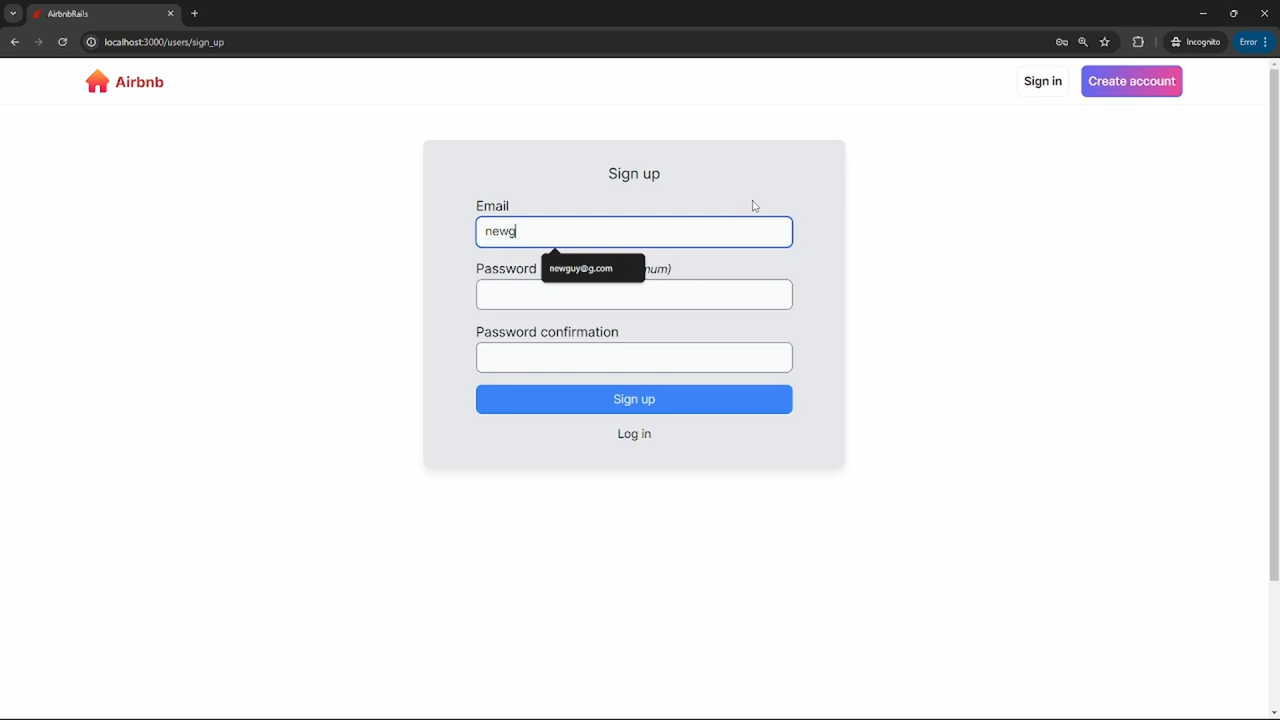 AirbnbRails
localhost:3000/users/sign_up
Incognito
Error
Airbnb
Sign in
Create account
Sign up
Email
newg
newguy@g.com
Password
num)
Password confirmation
Sign up
Log in